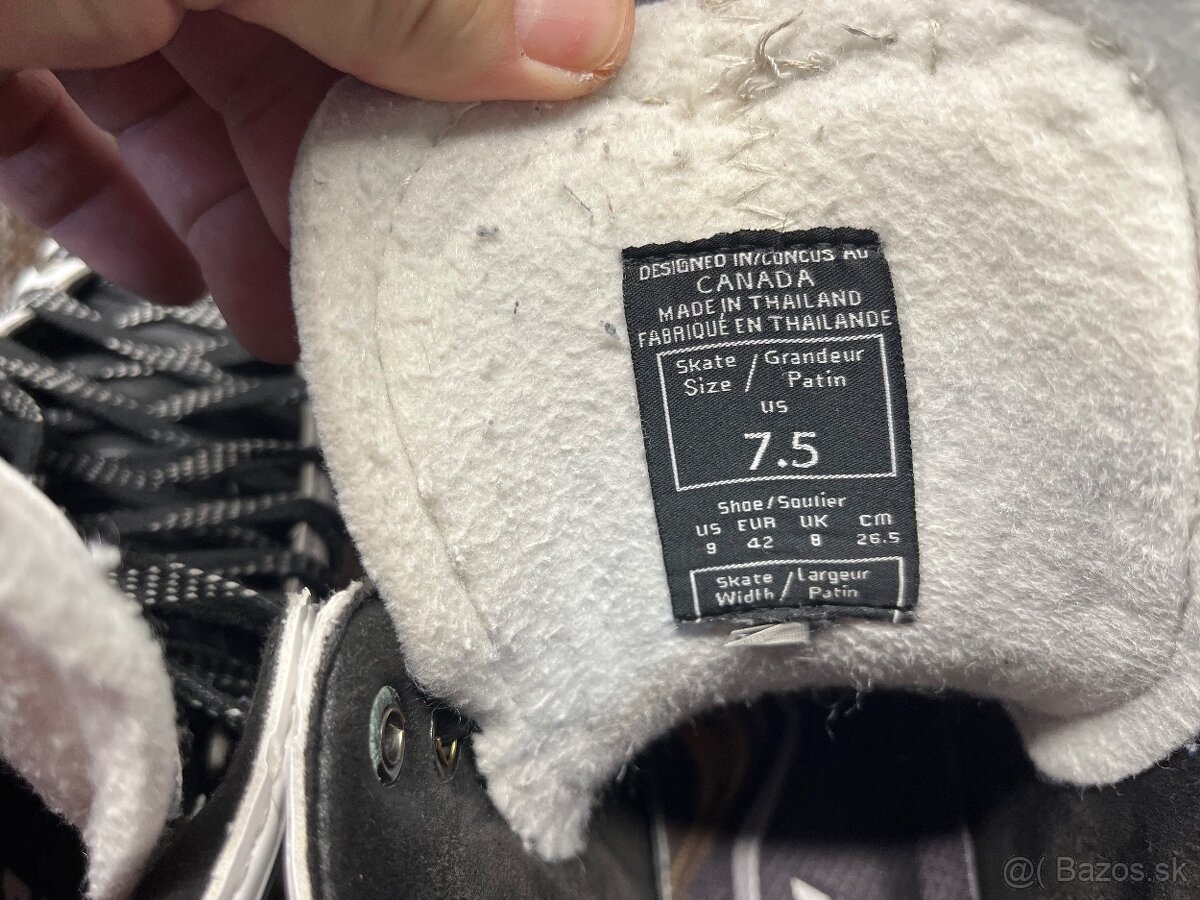 DESIGNED IN/CONCUS AU
CANADA
MADE IN THAILAND
FABRIQUÉ EN THAILANDE
Skate / Grandeur
Size / Patin
US
7.5
Shoe/Soulier
US EUR UK CM
9 42 8 26.5
Skate / Largeur
Width / Patin
@( Bazos.sk